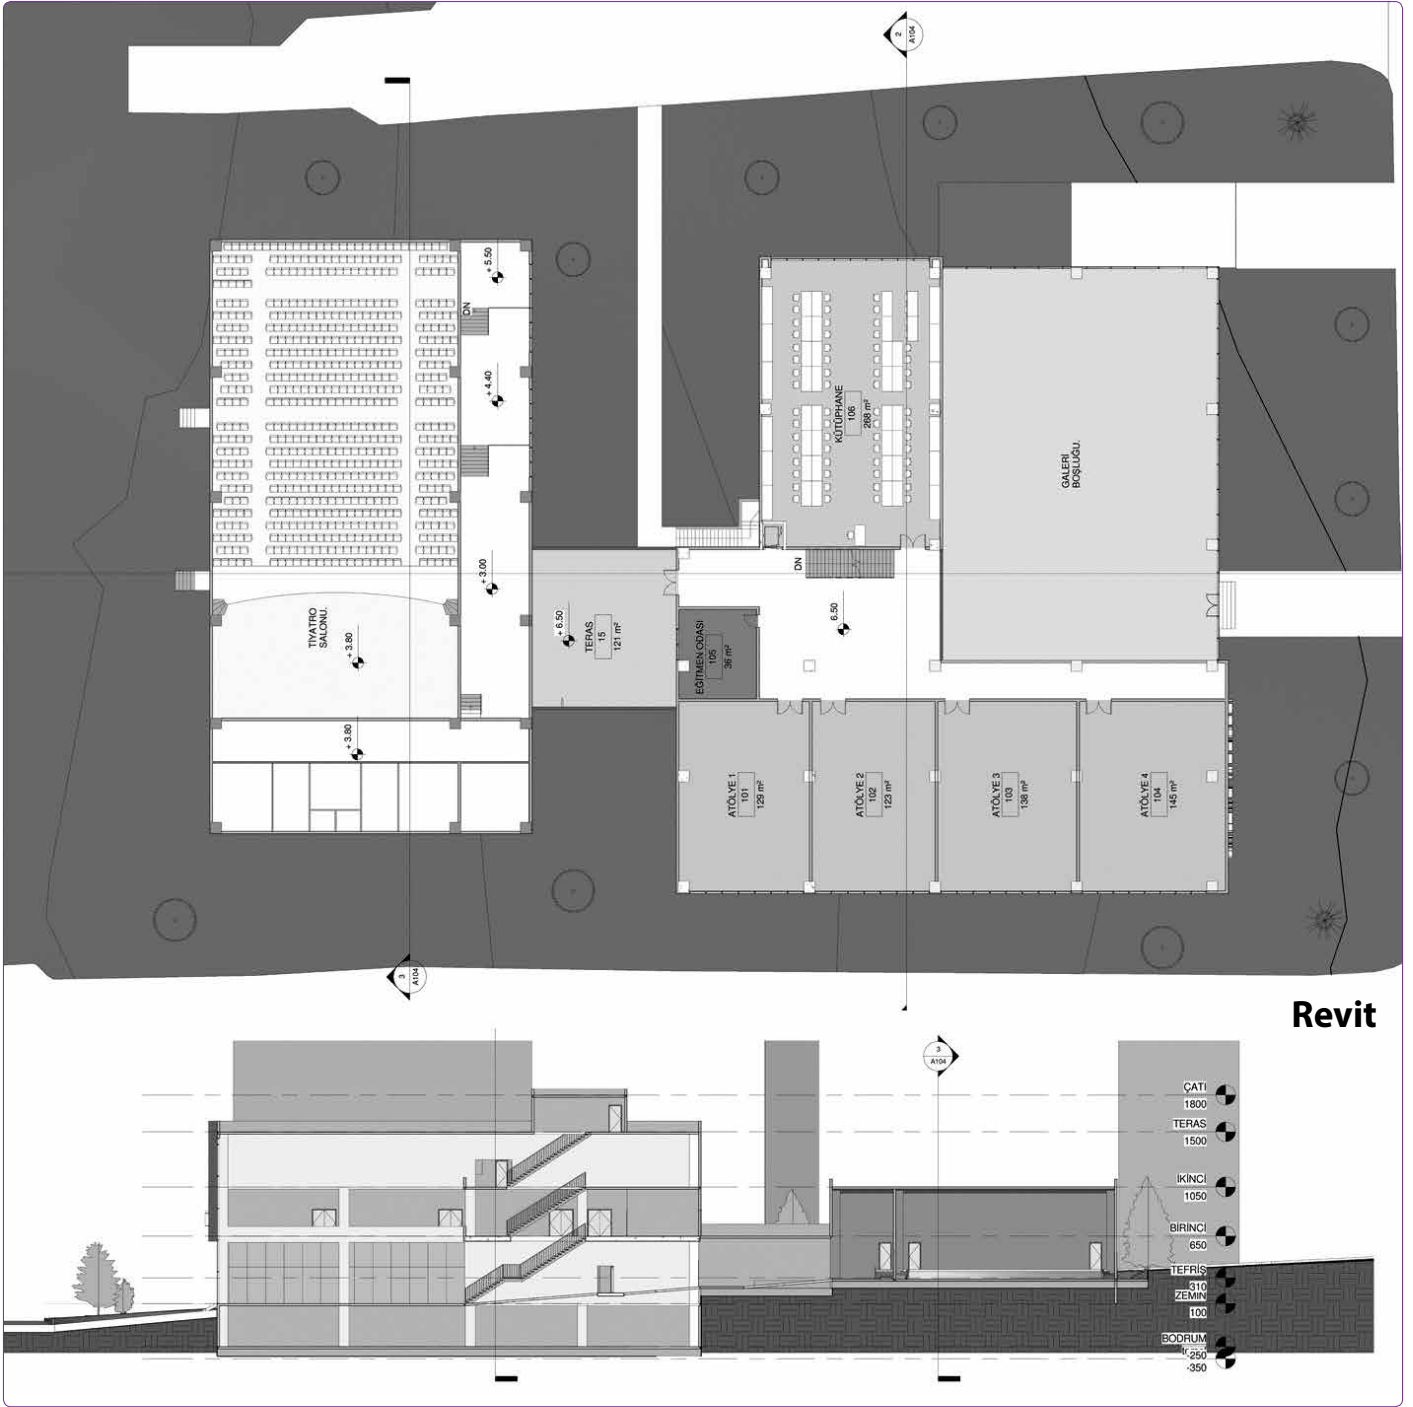 2
A104
+ 5.50
DN
+ 4.40
KÜTÜPHANE
106
268 m²
GALERİ
BOŞLUĞU.
+ 3.00
DN
TİYATRO
SALONU.
+ 3.80
+ 6.50
TERAS
15
121 m²
6.50
EĞİTMEN ODASI
105
36 m²
+ 3.80
ATÖLYE 1
101
129 m²
ATÖLYE 2
102
123 m²
ATÖLYE 3
103
138 m²
ATÖLYE 4
104
145 m²
3
A104
Revit
3
A104
ÇATI
1800
TERAS
1500
İKİNCİ
1050
BİRİNCİ
650
TEFRİŞ
310
ZEMİN
100
BODRUM
-250
-350